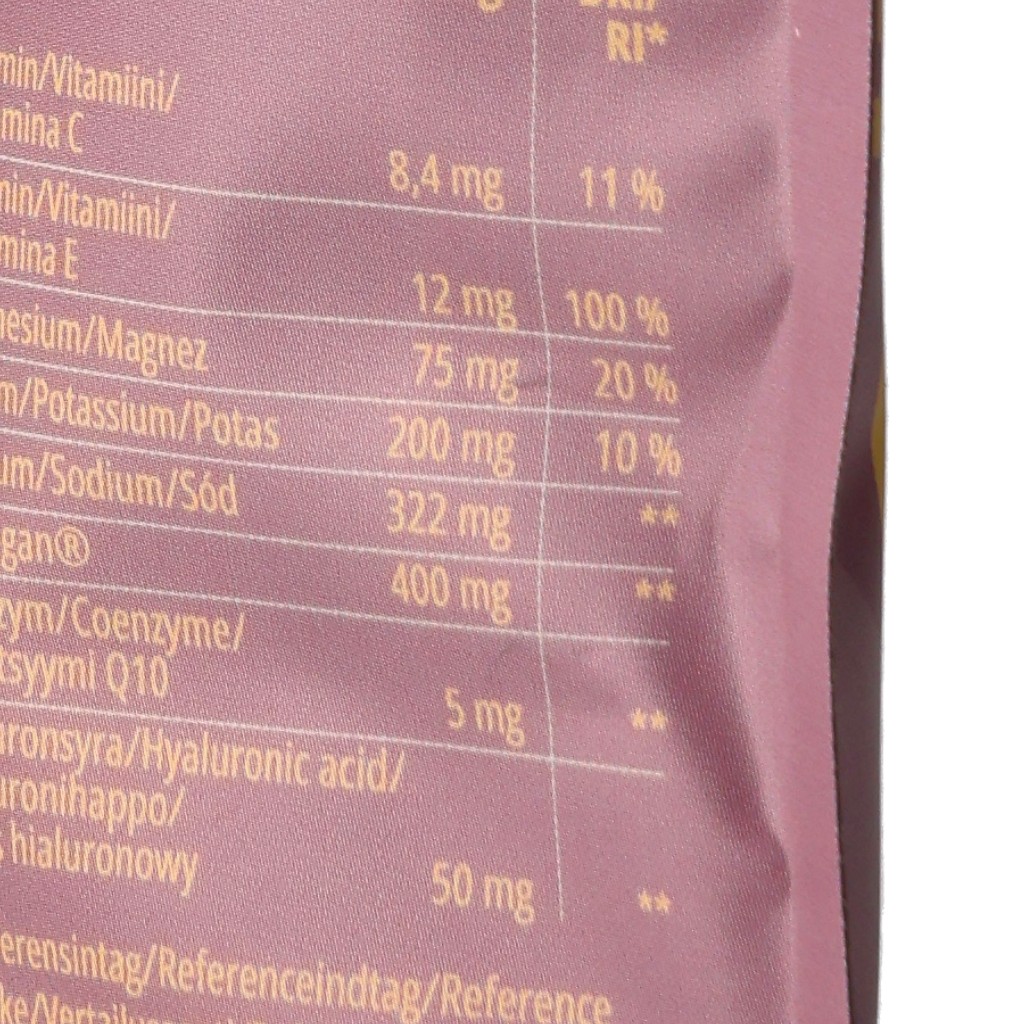 RI*
min/Vitamiini/
mina C 8,4 mg 11 %
min/Vitamiini/
mina E 12 mg 100 %
nesium/Magnez 75 mg 20 %
m/Potassium/Potas 200 mg 10 %
um/Sodium/Sód 322 mg **
gan® 400 mg **
zym/Coenzyme/
tsyymi Q10 5 mg **
uronsyra/Hyaluronic acid/
uronihappo/
s hialuronowy 50 mg **
erensintag/Referenceindtag/Reference